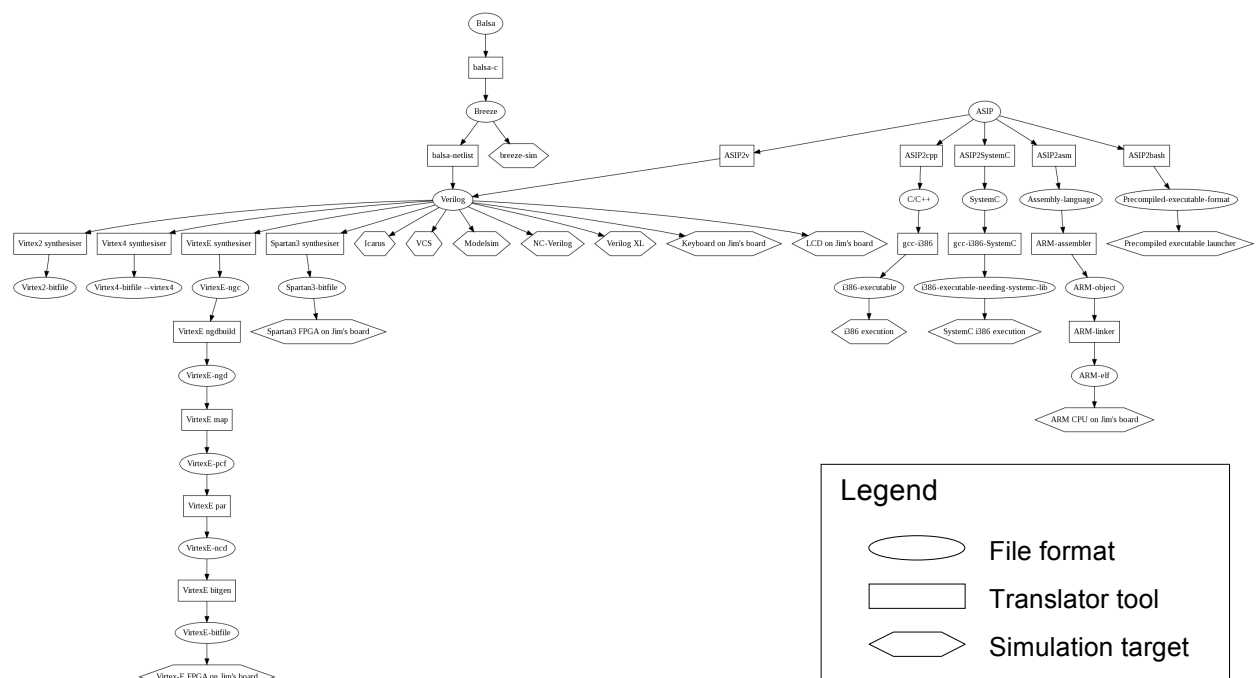 Balsa
balsa-c
Breeze
ASIP
balsa-netlist
breeze-sim
ASIP2v
ASIP2cpp
ASIP2SystemC
ASIP2asm
ASIP2bash
Verilog
C/C++
SystemC
Assembly-language
Precompiled-executable-format
Virtex2 synthesiser
Virtex4 synthesiser
VirtexE synthesiser
Spartan3 synthesiser
Icarus
VCS
Modelsim
NC-Verilog
Verilog XL
Keyboard on Jim's board
LCD on Jim's board
gcc-i386
gcc-i386-SystemC
ARM-assembler
Precompiled executable launcher
Virtex2-bitfile
Virtex4-bitfile --virtex4
VirtexE-ngc
Spartan3-bitfile
i386-executable
i386-executable-needing-systemc-lib
ARM-object
VirtexE ngdbuild
Spartan3 FPGA on Jim's board
i386 execution
SystemC i386 execution
ARM-linker
VirtexE-ngd
ARM-elf
VirtexE map
ARM CPU on Jim's board
VirtexE-pcf
VirtexE par
VirtexE-ncd
VirtexE bitgen
VirtexE-bitfile
Virtex-E FPGA on Jim's board
Legend
File format
Translator tool
Simulation target